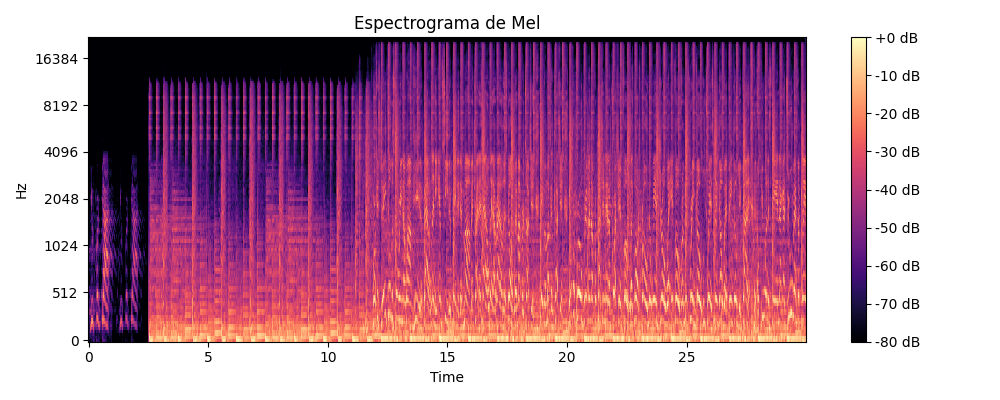 Espectrograma de Mel
Hz
16384
8192
4096
2048
1024
512
0
0
5
10
15
20
25
Time
+0 dB
-10 dB
-20 dB
-30 dB
-40 dB
-50 dB
-60 dB
-70 dB
-80 dB